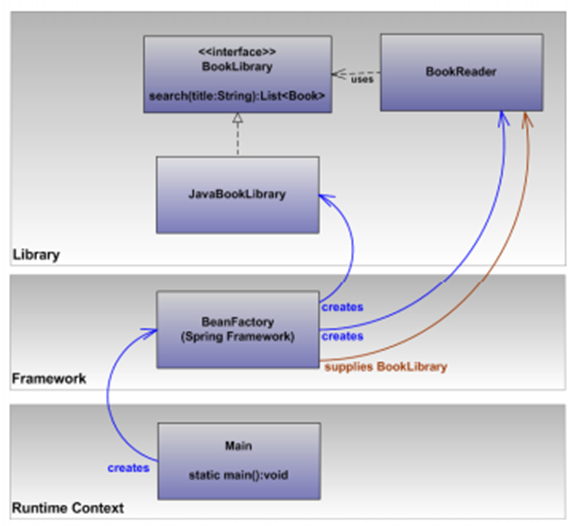 <<interface>>
BookLibrary
search(title:String):List<Book>
uses
BookReader
JavaBookLibrary
Library
BeanFactory
(Spring Framework)
creates
creates
supplies BookLibrary
Framework
Main
static main():void
creates
Runtime Context